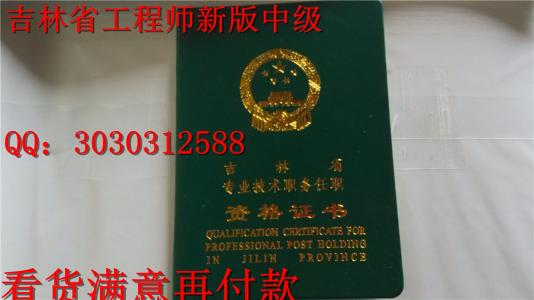 吉林省工程师新版中级
QQ：3030312588
吉林省
专业技术职务任职
资格证书
QUALIFICATION CERTIFICATE FOR
PROFESSIONAL POST HOLDING
IN JILIN PROVINCE
看货满意再付款